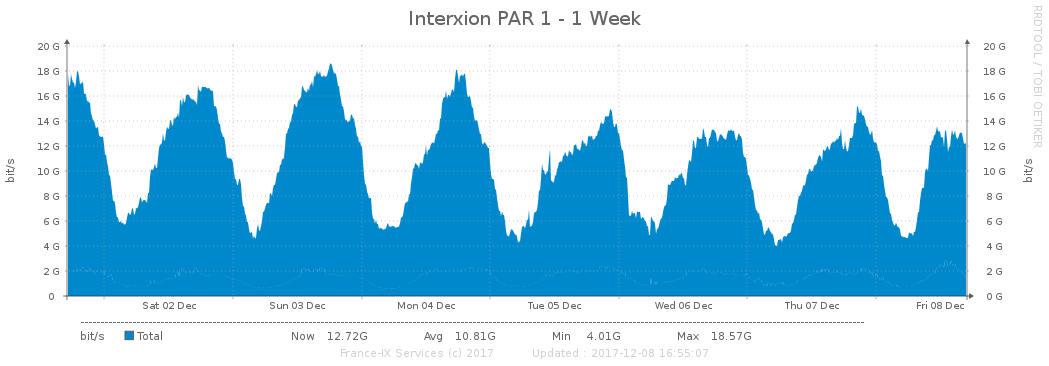 Interxion PAR 1 - 1 Week
RRDTOOL / TOBI OETIKER
bit/s
20 G
18 G
16 G
14 G
12 G
10 G
8 G
6 G
4 G
2 G
0
20 G
18 G
16 G
14 G
12 G
10 G
8 G
6 G
4 G
2 G
0 G
bit/s
Sat 02 Dec Sun 03 Dec Mon 04 Dec Tue 05 Dec Wed 06 Dec Thu 07 Dec Fri 08 Dec
bit/s Total Now 12.72G Avg 10.81G Min 4.01G Max 18.57G
France-IX Services (c) 2017 Updated : 2017-12-08 16:55:07